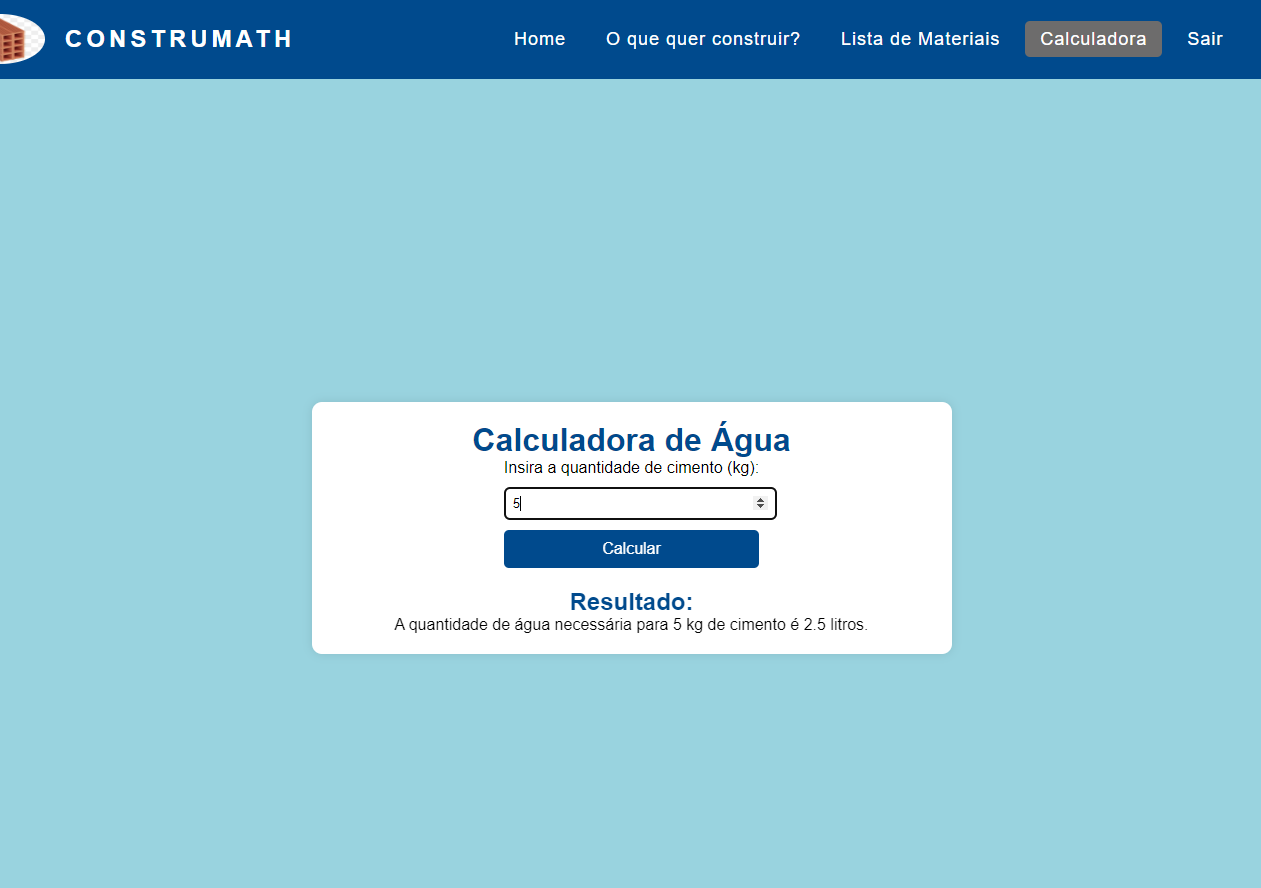 CONSTRUMATH
Home
O que quer construir?
Lista de Materiais
Calculadora
Sair
Calculadora de Água
Insira a quantidade de cimento (kg):
5
Calcular
Resultado:
A quantidade de água necessária para 5 kg de cimento é 2.5 litros.